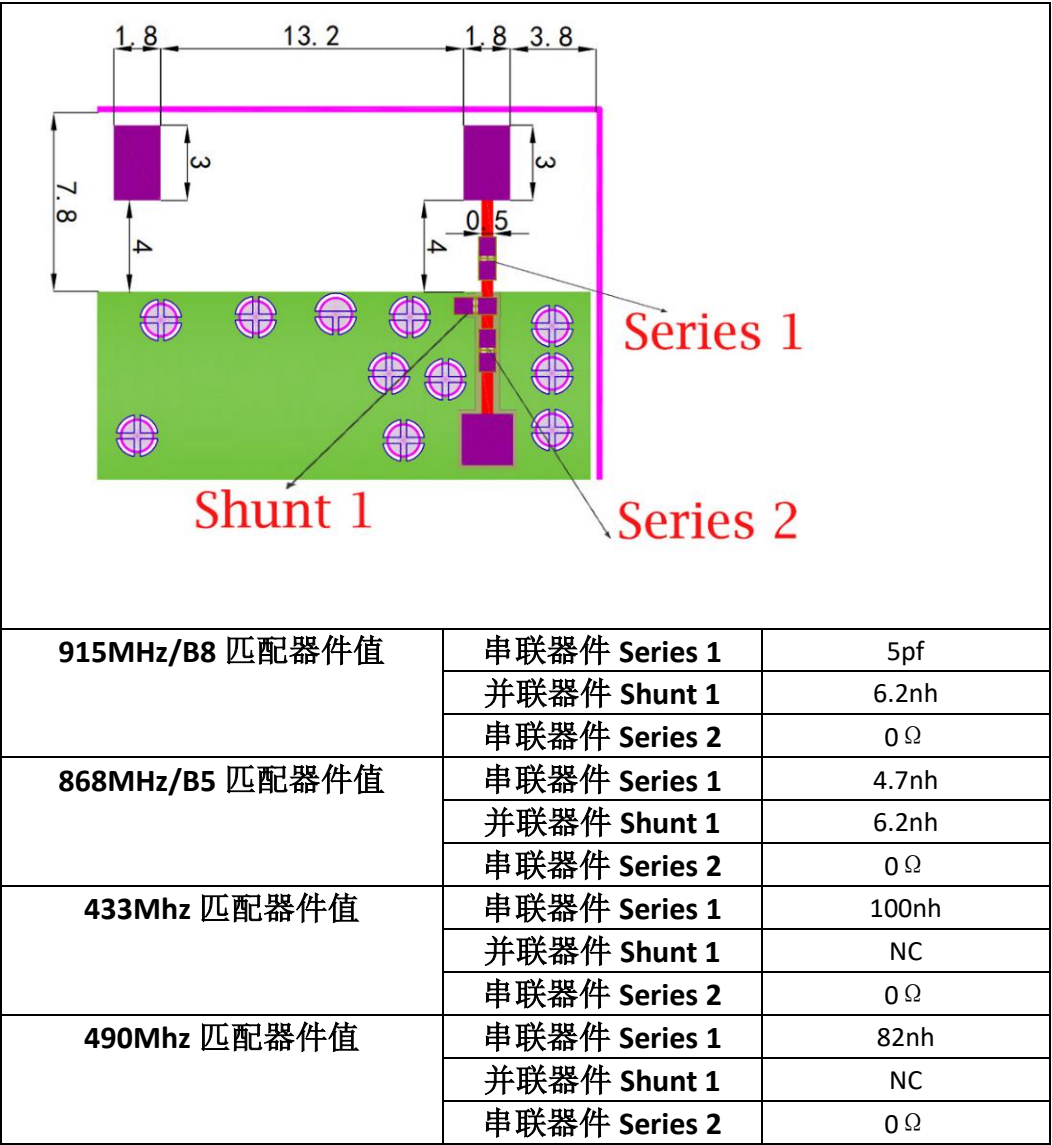 1.8 13.2 1.8 3.8
3 3
7.8
0.5
4 4
Series 1
Shunt 1
Series 2
915MHz/B8 匹配器件值 串联器件 Series 1 5pf
并联器件 Shunt 1 6.2nh
串联器件 Series 2 0Ω
868MHz/B5 匹配器件值 串联器件 Series 1 4.7nh
并联器件 Shunt 1 6.2nh
串联器件 Series 2 0Ω
433Mhz 匹配器件值 串联器件 Series 1 100nh
并联器件 Shunt 1 NC
串联器件 Series 2 0Ω
490Mhz 匹配器件值 串联器件 Series 1 82nh
并联器件 Shunt 1 NC
串联器件 Series 2 0Ω